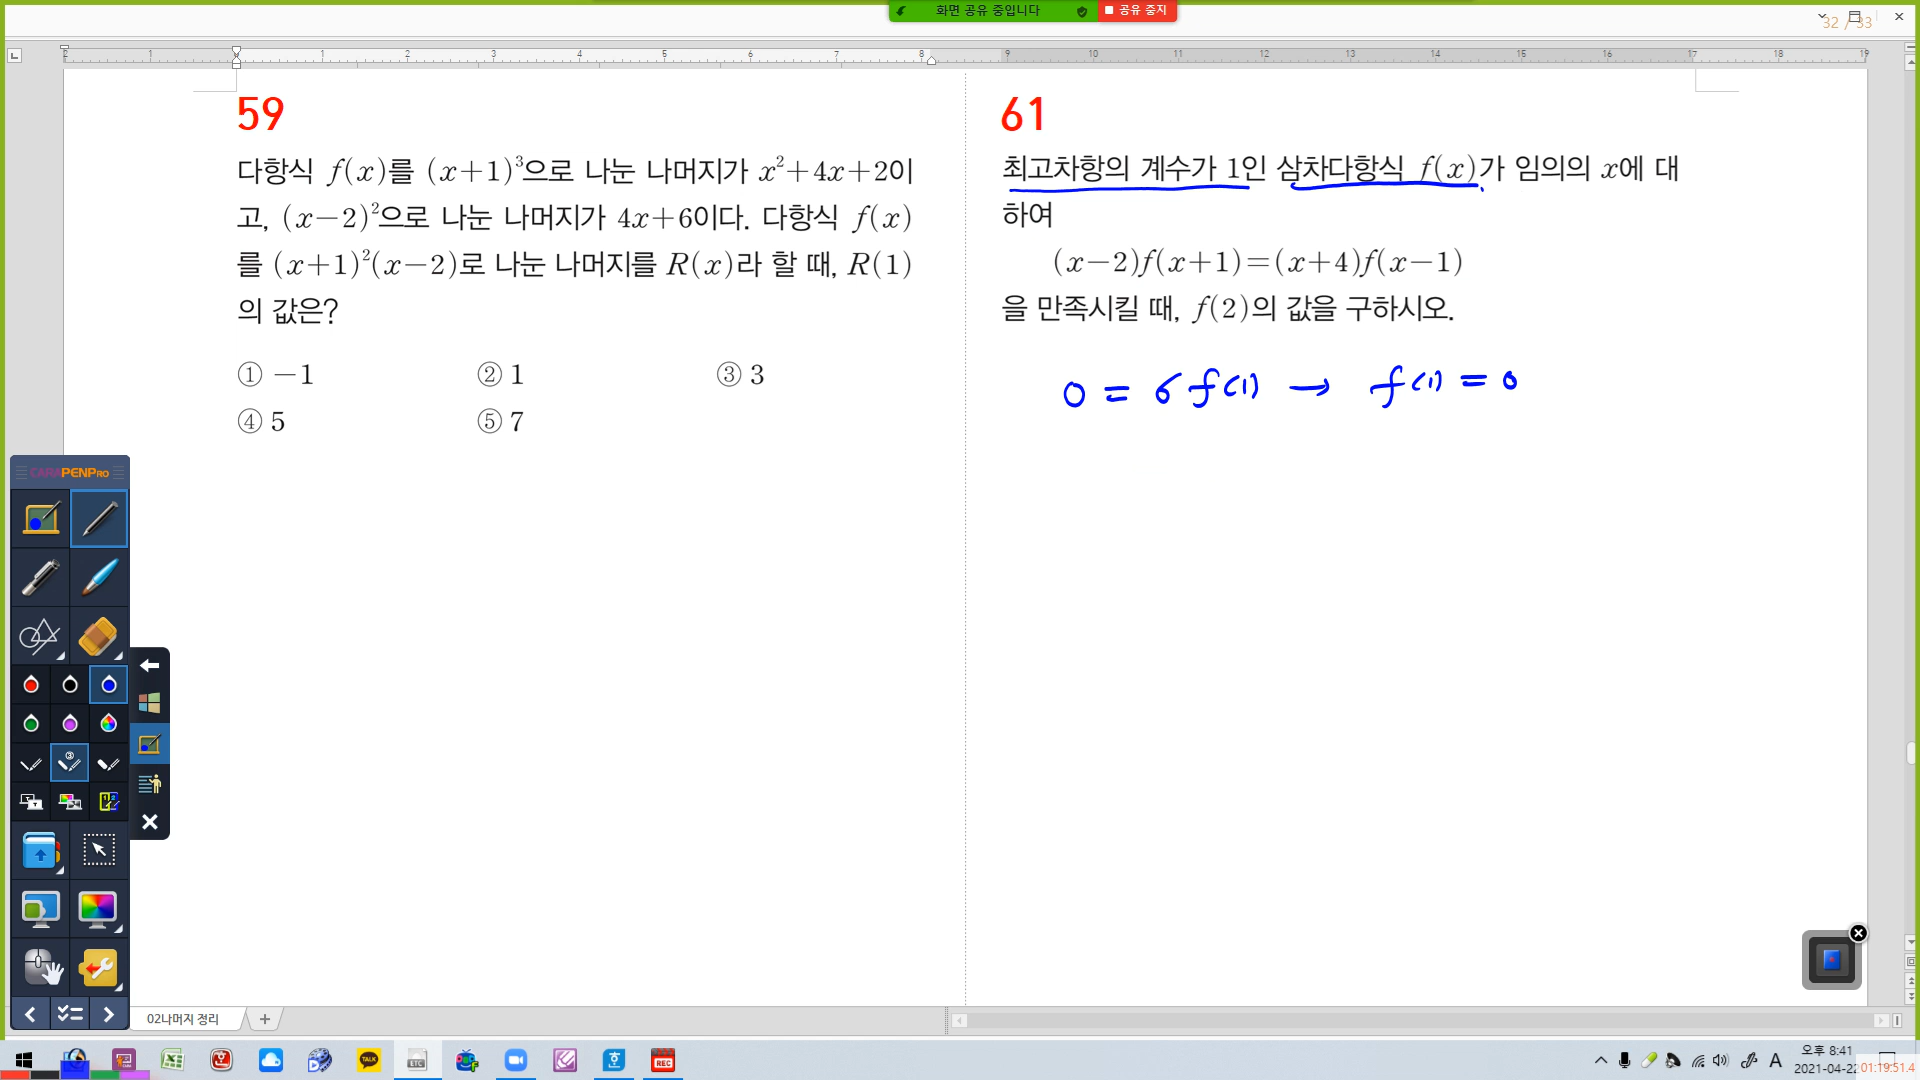 화면 공유 중입니다
공유 중지
32 / 33
59
다항식 f(x)를 (x+1)³으로 나눈 나머지가 x²+4x+2이
고, (x−2)²으로 나눈 나머지가 4x+6이다. 다항식 f(x)
를 (x+1)²(x−2)로 나눈 나머지를 R(x)라 할 때, R(1)
의 값은?
① −1 ② 1 ③ 3
④ 5 ⑤ 7
61
최고차항의 계수가 1인 삼차다항식 f(x)가 임의의 x에 대
하여
(x−2)f(x+1)=(x+4)f(x−1)
을 만족시킬 때, f(2)의 값을 구하시오.
0 = 6f(1) → f(1) = 0
CARAPENPRO
02나머지 정리
TALK
REC
A
오후 8:41
2021-04-22
01:19:51.4